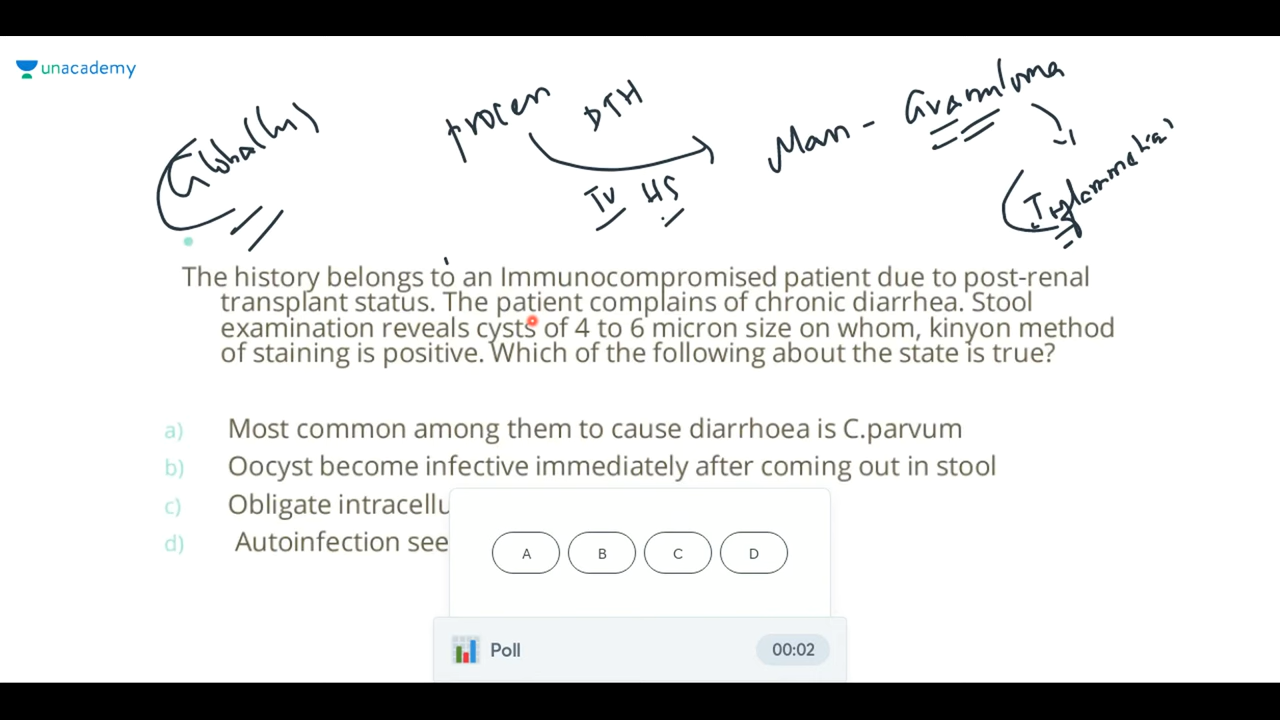 unacademy
Global(hu)
procen
DTH
IV HS
Man - Granuloma
The history belongs to an Immunocompromised patient due to post-renal
transplant status. The patient complains of chronic diarrhea. Stool
examination reveals cysts of 4 to 6 micron size on whom, kinyon method
of staining is positive. Which of the following about the state is true?
a) Most common among them to cause diarrhoea is C.parvum
b) Oocyst become infective immediately after coming out in stool
c) Obligate intracellu
d) Autoinfection see
A B C D
Poll
00:02